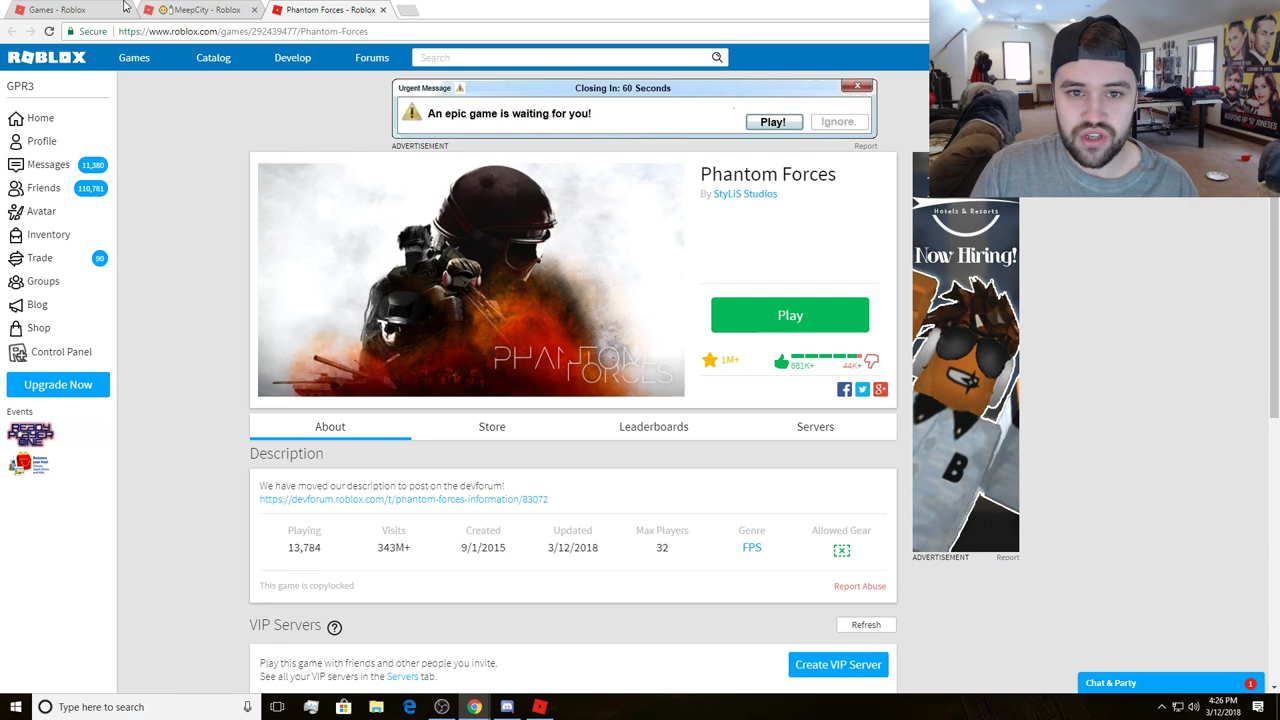 Games - Roblox
MeepCity - Roblox
Phantom Forces - Roblox
Secure https://www.roblox.com/games/292439477/Phantom-Forces
ROBLOX Games Catalog Develop Forums Search
GPR3
Home
Profile
Messages 11,380
Friends 110,781
Avatar
Inventory
Trade 90
Groups
Blog
Shop
Control Panel
Upgrade Now
Events
READY PLAYER ONE
Urgent Message Closing In: 60 Seconds
An epic game is waiting for you!
Play! Ignore.
ADVERTISEMENT Report
PHANTOM FORCES
Phantom Forces
By StyLiS Studios
Play
1M+ 681K+ 44K+
About Store Leaderboards Servers
Description
We have moved our description to post on the devforum!
https://devforum.roblox.com/t/phantom-forces-information/83072
Playing Visits Created Updated Max Players Genre Allowed Gear
13,784 343M+ 9/1/2015 3/12/2018 32 FPS
This game is copylocked Report Abuse
VIP Servers Refresh
Play this game with friends and other people you invite.
See all your VIP servers in the Servers tab.
Create VIP Server
Hotels & Resorts
Now Hiring!
B
ADVERTISEMENT Report
KEEPING UP WITH THE JONESES
Chat & Party 1
Type here to search
4:26 PM
3/12/2018